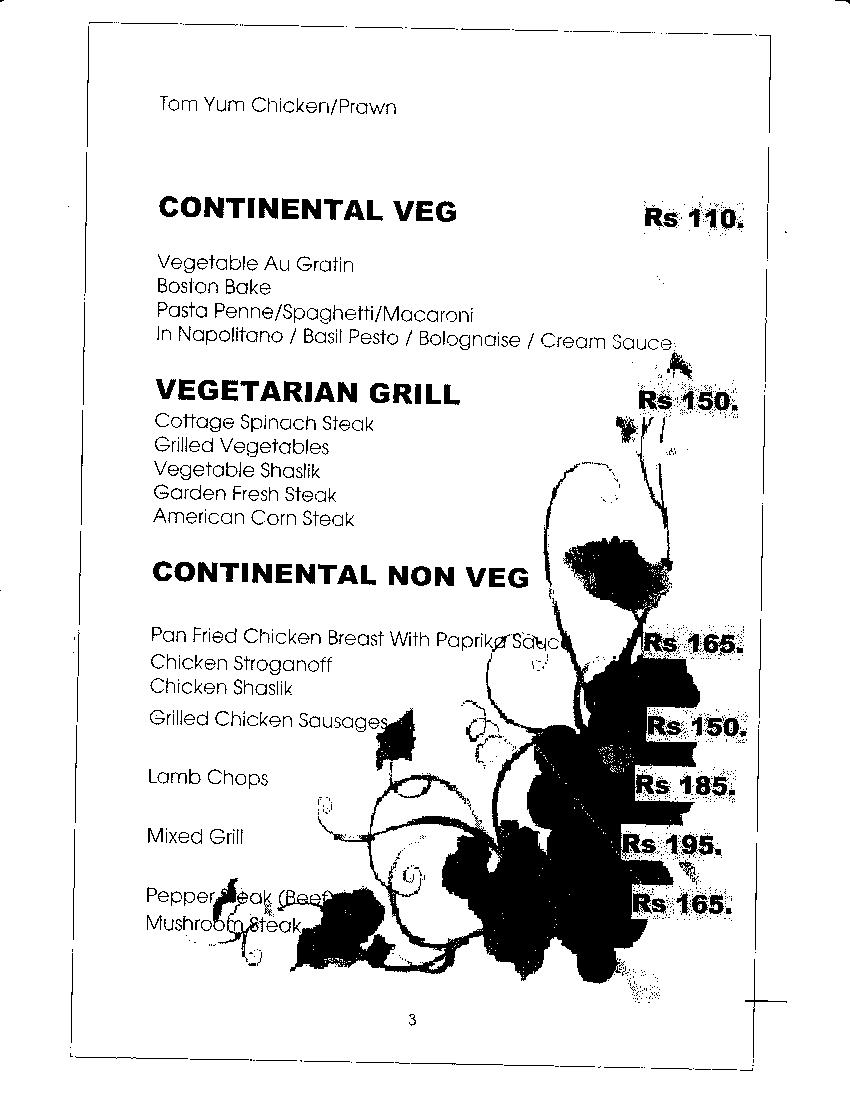 Tom Yum Chicken/Prawn
CONTINENTAL VEG Rs 110.
Vegetable Au Gratin
Boston Bake
Pasta Penne/Spaghetti/Macaroni
In Napolitano / Basil Pesto / Bolognaise / Cream Sauce
VEGETARIAN GRILL Rs 150.
Cottage Spinach Steak
Grilled Vegetables
Vegetable Shaslik
Garden Fresh Steak
American Corn Steak
CONTINENTAL NON VEG
Pan Fried Chicken Breast With Paprika Sauce Rs 165.
Chicken Stroganoff
Chicken Shaslik
Grilled Chicken Sausages Rs 150.
Lamb Chops Rs 185.
Mixed Grill Rs 195.
Pepper Steak (Beef) Rs 165.
Mushroom Steak
3